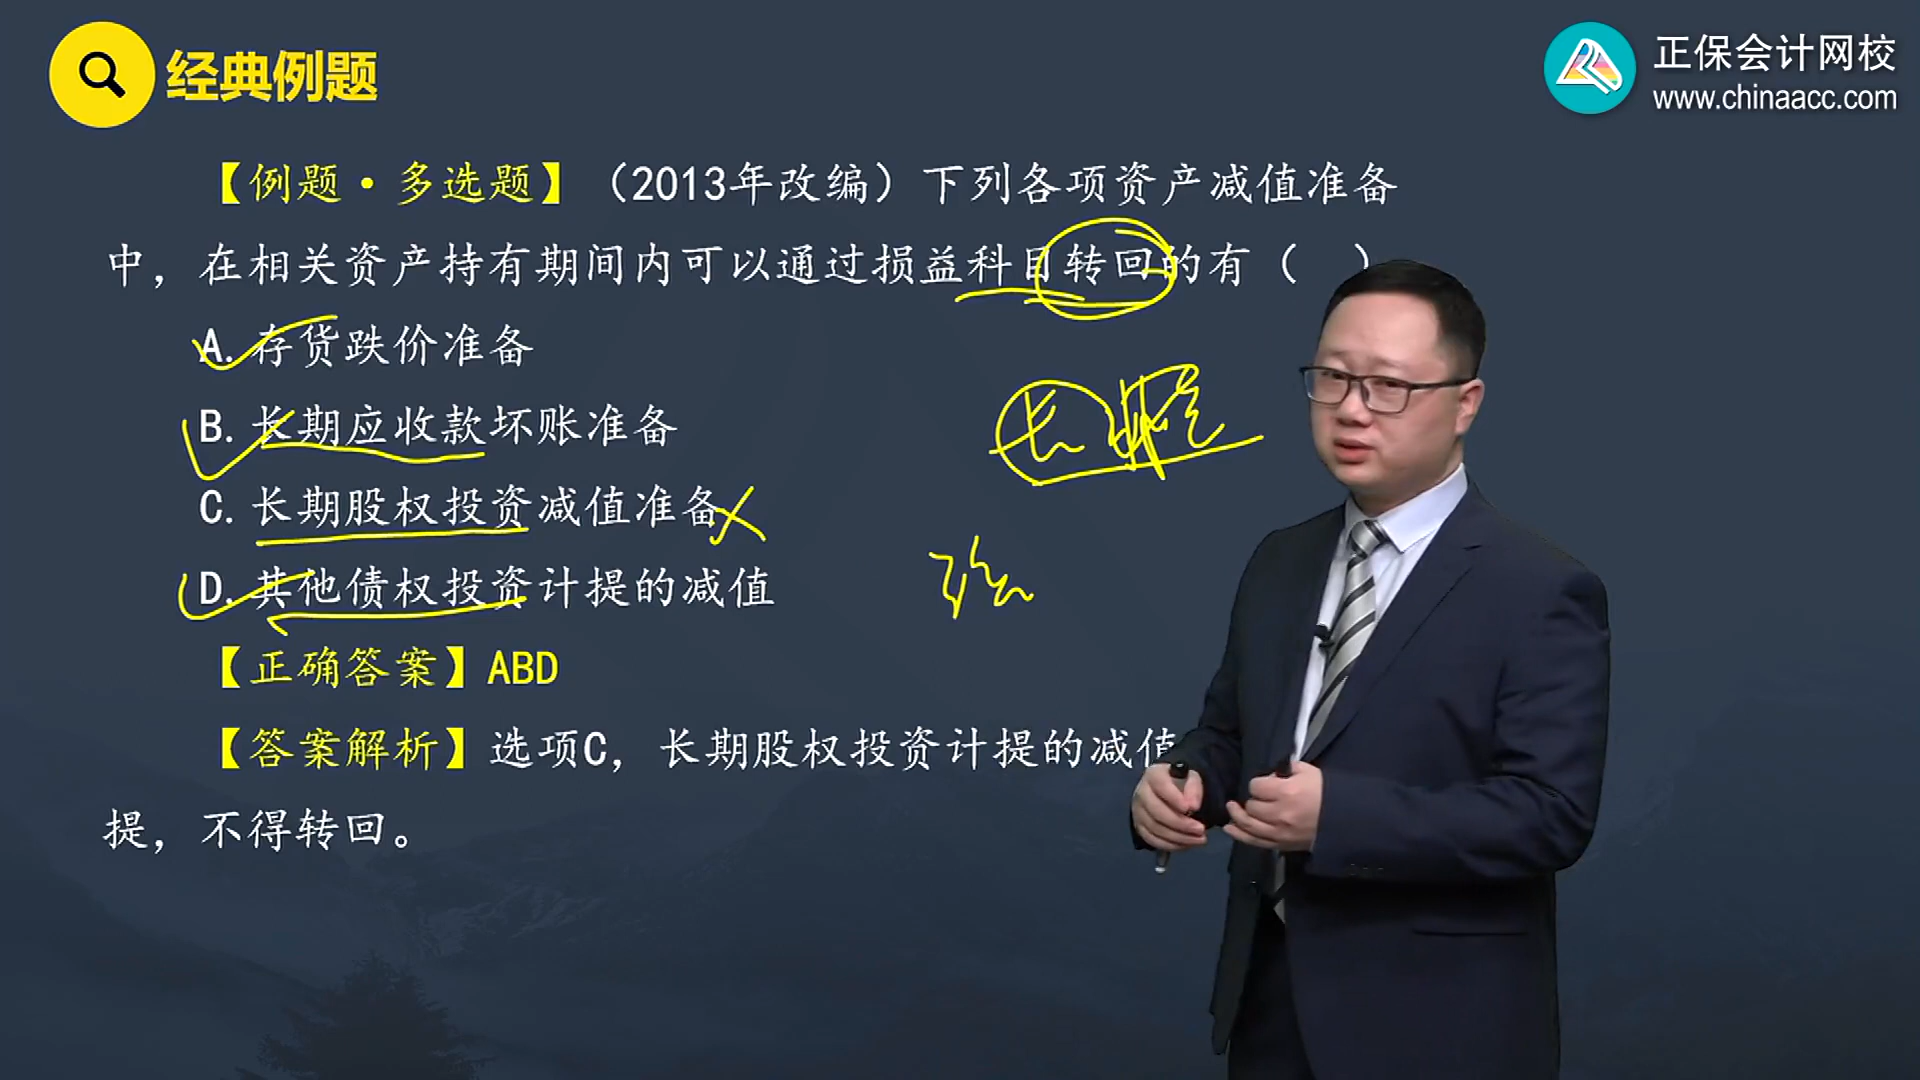 经典例题
正保会计网校
www.chinaacc.com
【例题·多选题】（2013年改编）下列各项资产减值准备
中，在相关资产持有期间内可以通过损益科目转回的有（ ）
A. 存货跌价准备
B. 长期应收款坏账准备
C. 长期股权投资减值准备
D. 其他债权投资计提的减值
【正确答案】ABD
【答案解析】选项C，长期股权投资计提的减值
提，不得转回。